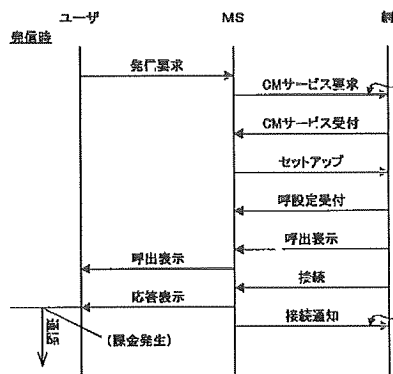 ユーザ MS 網
発信時
発信要求
CMサービス要求
CMサービス受付
セットアップ
呼設定受付
呼出表示
呼出表示
接続
応答表示
接続通知
(課金発生)
通話